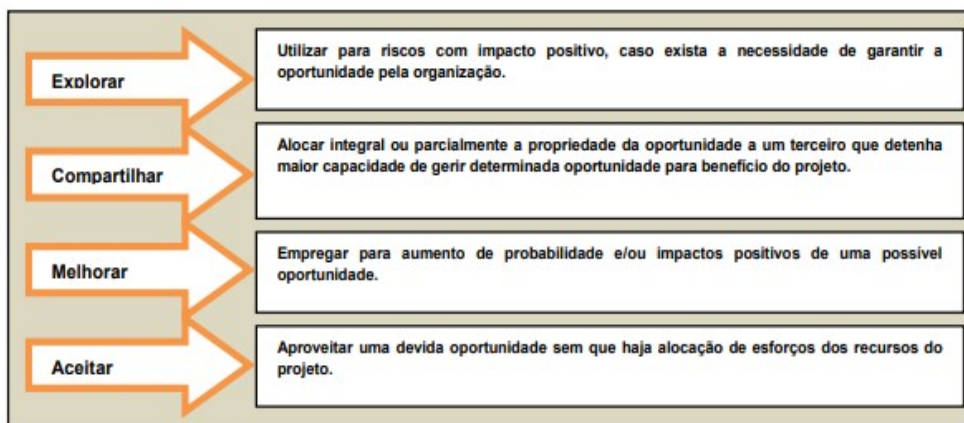 Explorar
Utilizar para riscos com impacto positivo, caso exista a necessidade de garantir a
oportunidade pela organização.
Compartilhar
Alocar integral ou parcialmente a propriedade da oportunidade a um terceiro que detenha
maior capacidade de gerir determinada oportunidade para benefício do projeto.
Melhorar
Empregar para aumento de probabilidade e/ou impactos positivos de uma possível
oportunidade.
Aceitar
Aproveitar uma devida oportunidade sem que haja alocação de esforços dos recursos do
projeto.